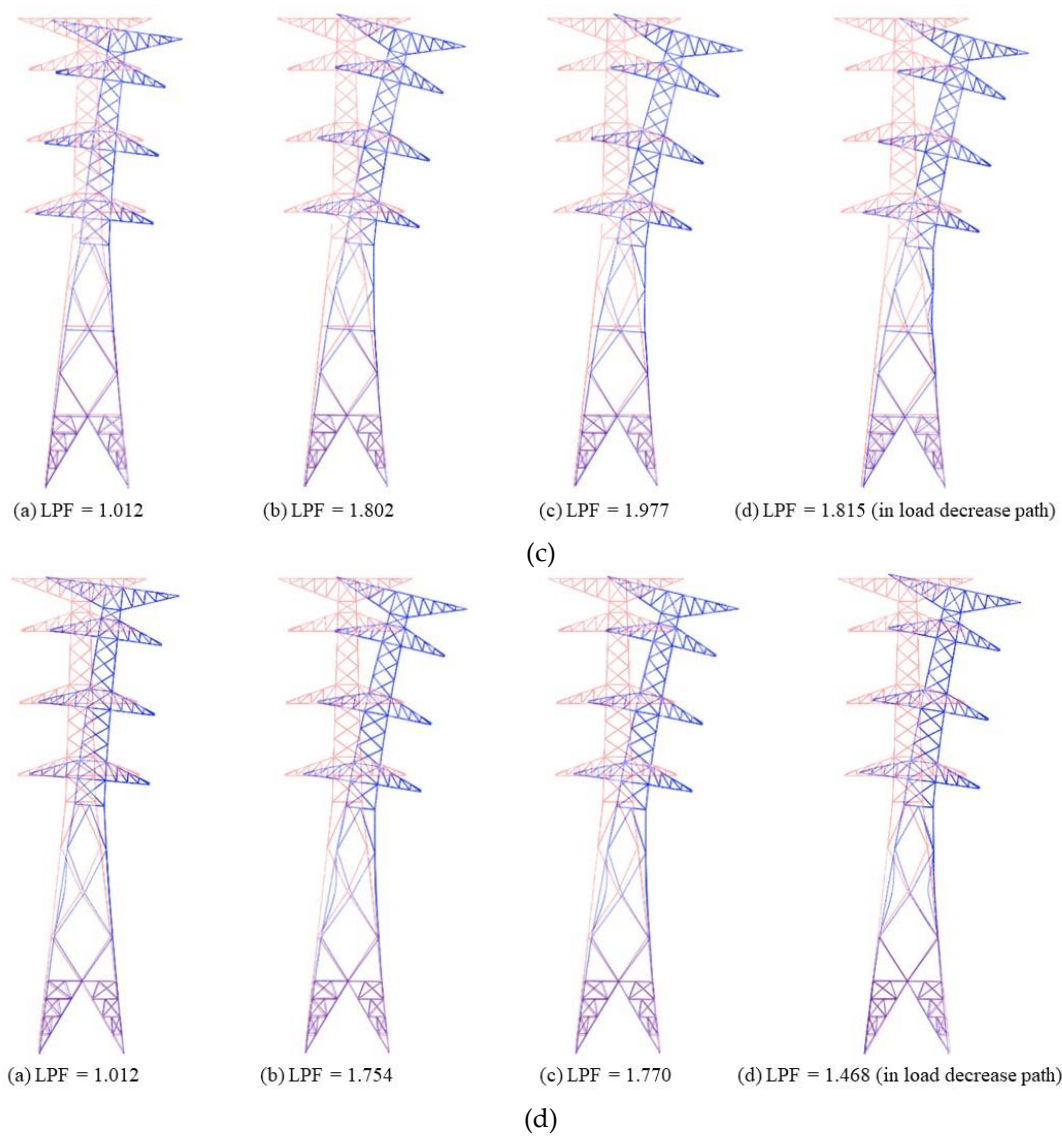 (a) LPF = 1.012 (b) LPF = 1.802 (c) LPF = 1.977 (d) LPF = 1.815 (in load decrease path)
(c)
(a) LPF = 1.012 (b) LPF = 1.754 (c) LPF = 1.770 (d) LPF = 1.468 (in load decrease path)
(d)